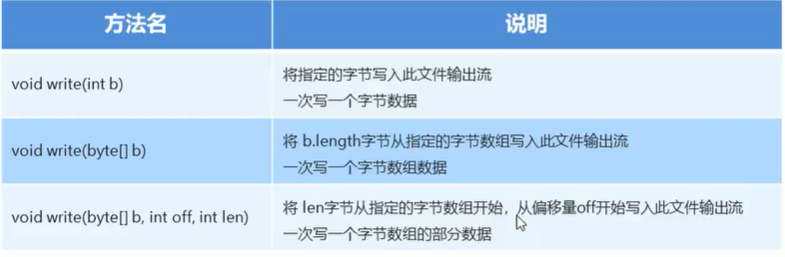 方法名 说明
void write(int b)
将指定的字节写入此文件输出流
一次写一个字节数据
void write(byte[] b)
将 b.length字节从指定的字节数组写入此文件输出流
一次写一个字节数组数据
void write(byte[] b, int off, int len)
将 len字节从指定的字节数组开始，从偏移量off开始写入此文件输出流
一次写一个字节数组的部分数据